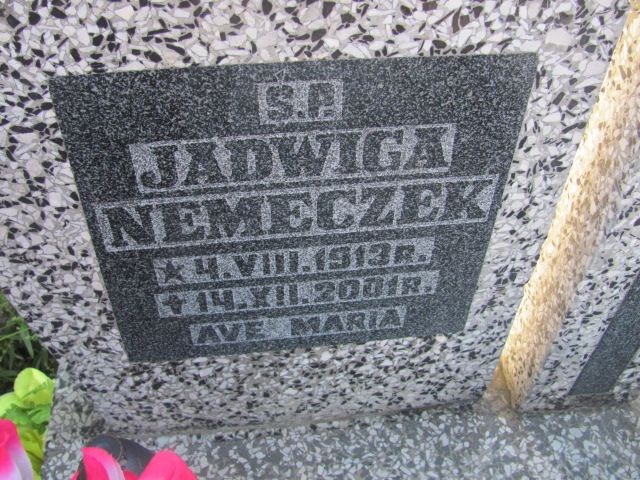 S.P.
JADWIGA
NEMECZEK
★ 4.VIII.1913R.
✝ 14.XII.2001R.
AVE MARIA